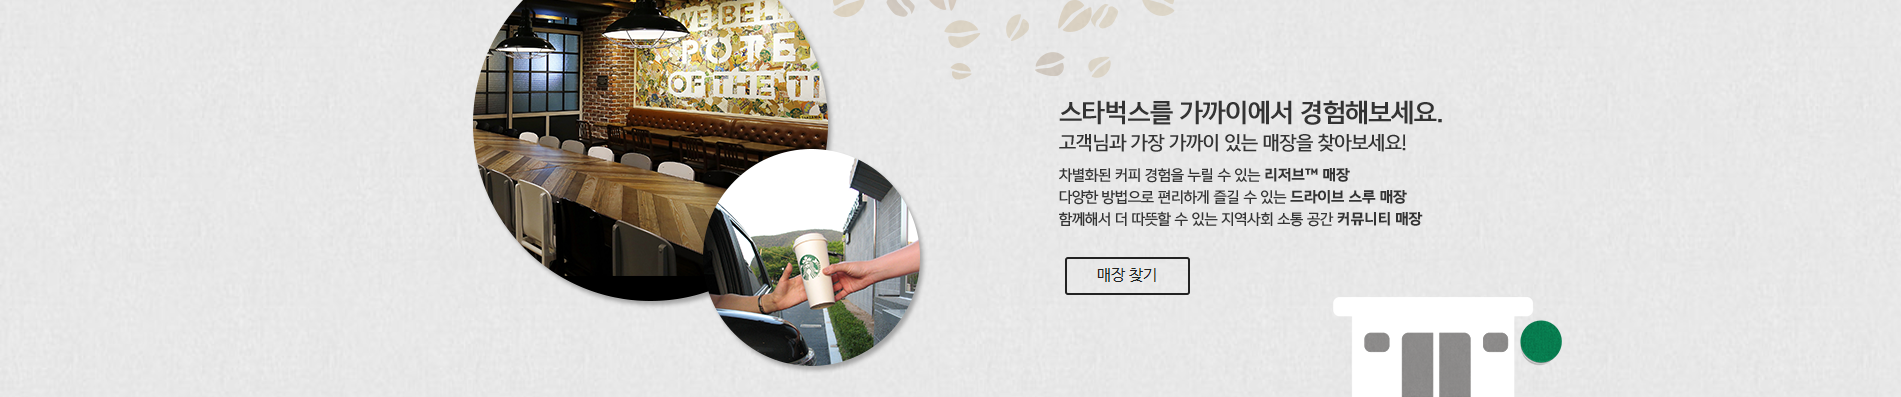 WE BELI
POTE
OF THE T
스타벅스를 가까이에서 경험해보세요.
고객님과 가장 가까이 있는 매장을 찾아보세요!
차별화된 커피 경험을 누릴 수 있는 리저브™ 매장
다양한 방법으로 편리하게 즐길 수 있는 드라이브 스루 매장
함께해서 더 따뜻할 수 있는 지역사회 소통 공간 커뮤니티 매장
매장 찾기